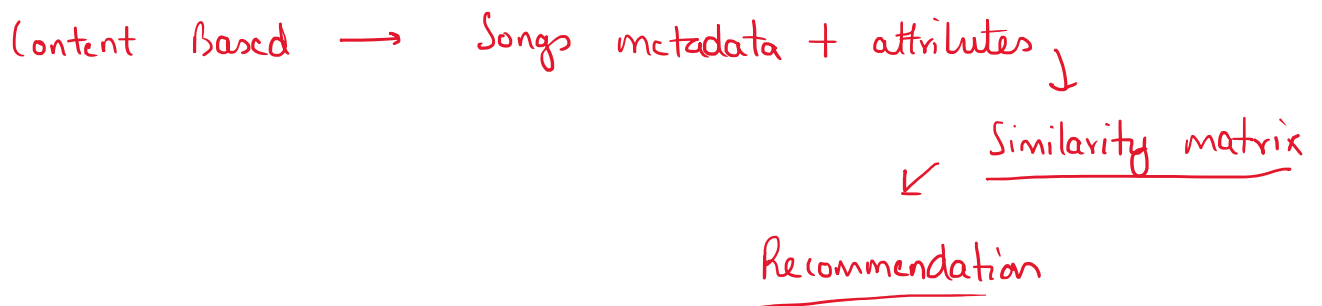 Content Based → Songs metadata + attributes
Similarity matrix
Recommendation